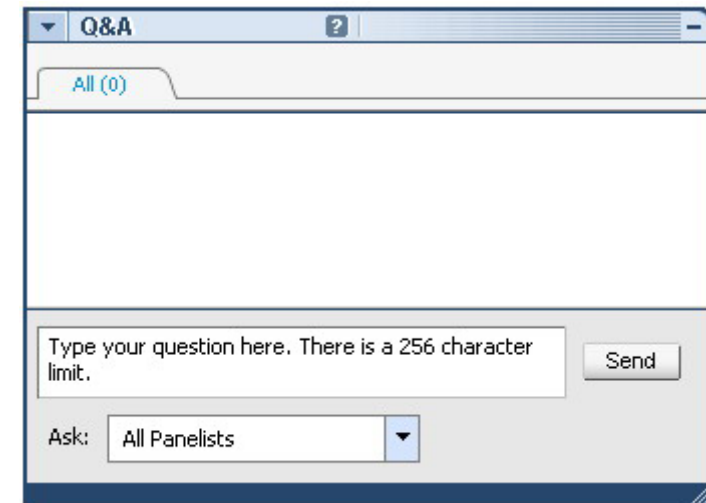 Q&A ?
All (0)
Type your question here. There is a 256 character
limit.
Send
Ask: All Panelists